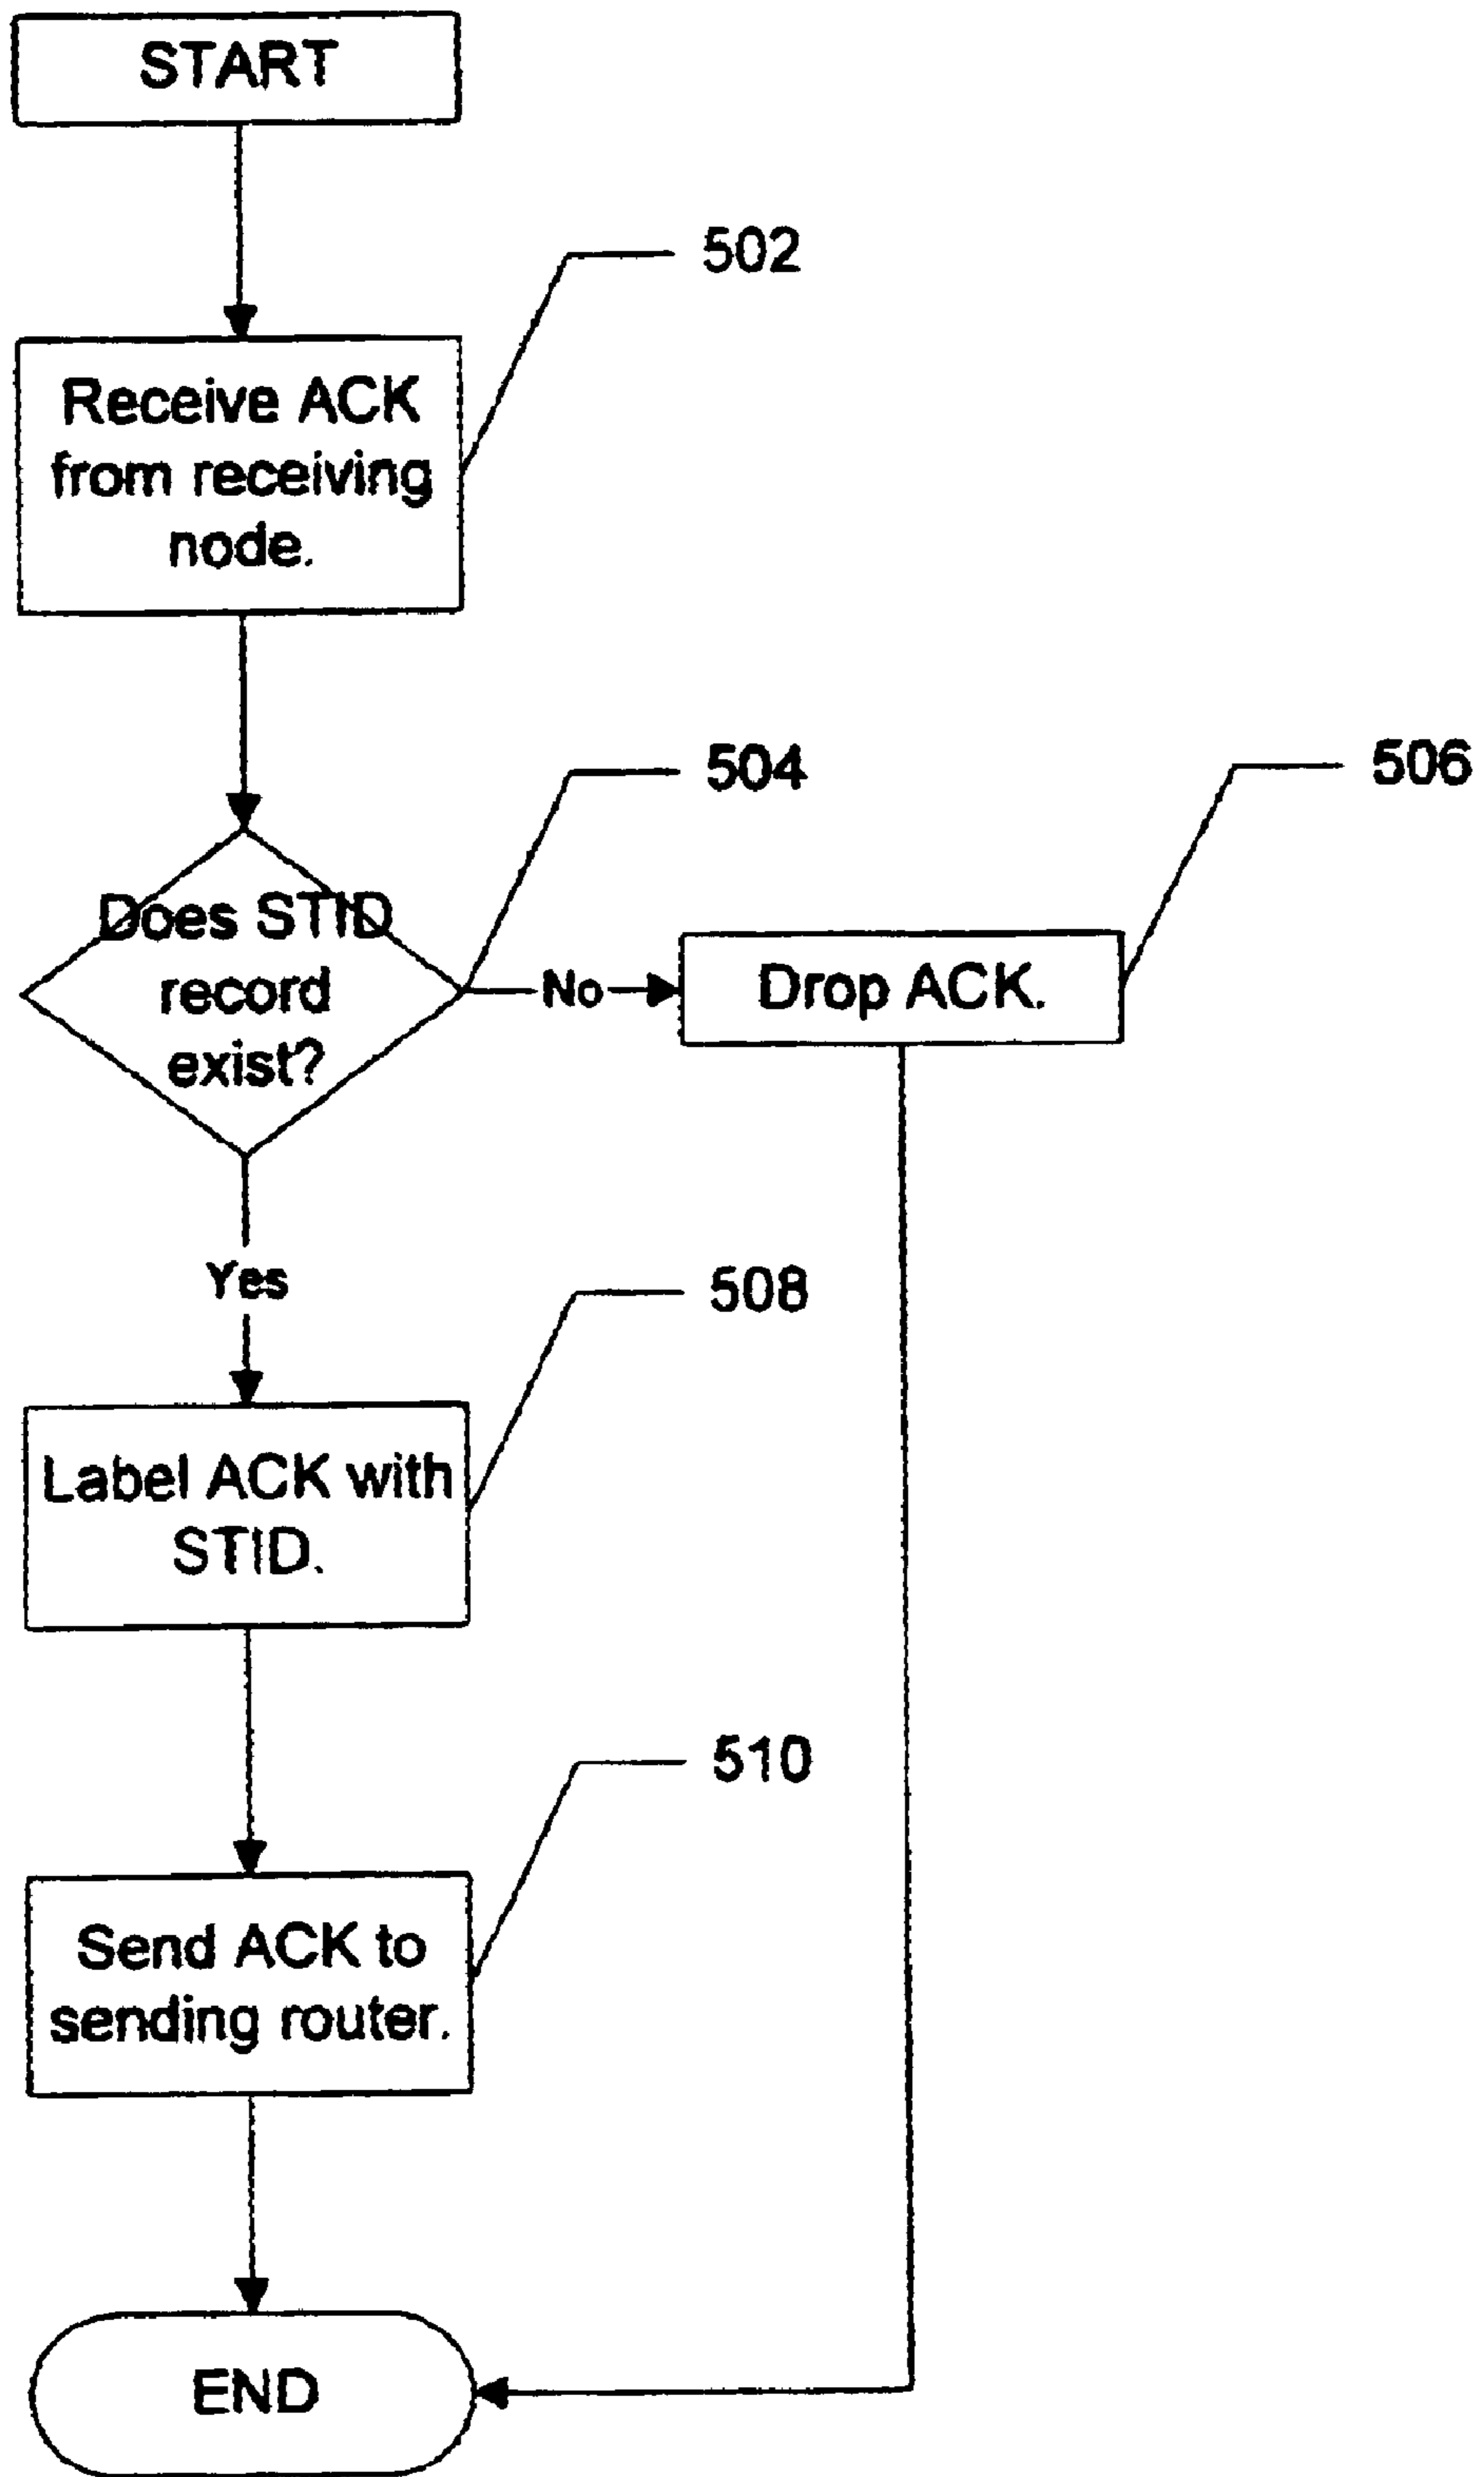 START
502
Receive ACK
from receiving
node.
504
506
Does STID
record
exist?
No
Drop ACK.
Yes
508
Label ACK with
STID.
510
Send ACK to
sending router.
END